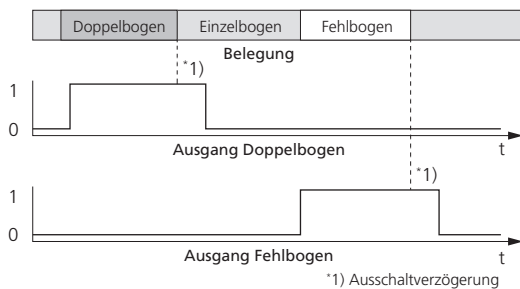 Doppelbogen Einzelbogen Fehlbogen
Belegung
*1)
1
0
Ausgang Doppelbogen t
*1)
1
0
Ausgang Fehlbogen t
*1) Ausschaltverzögerung